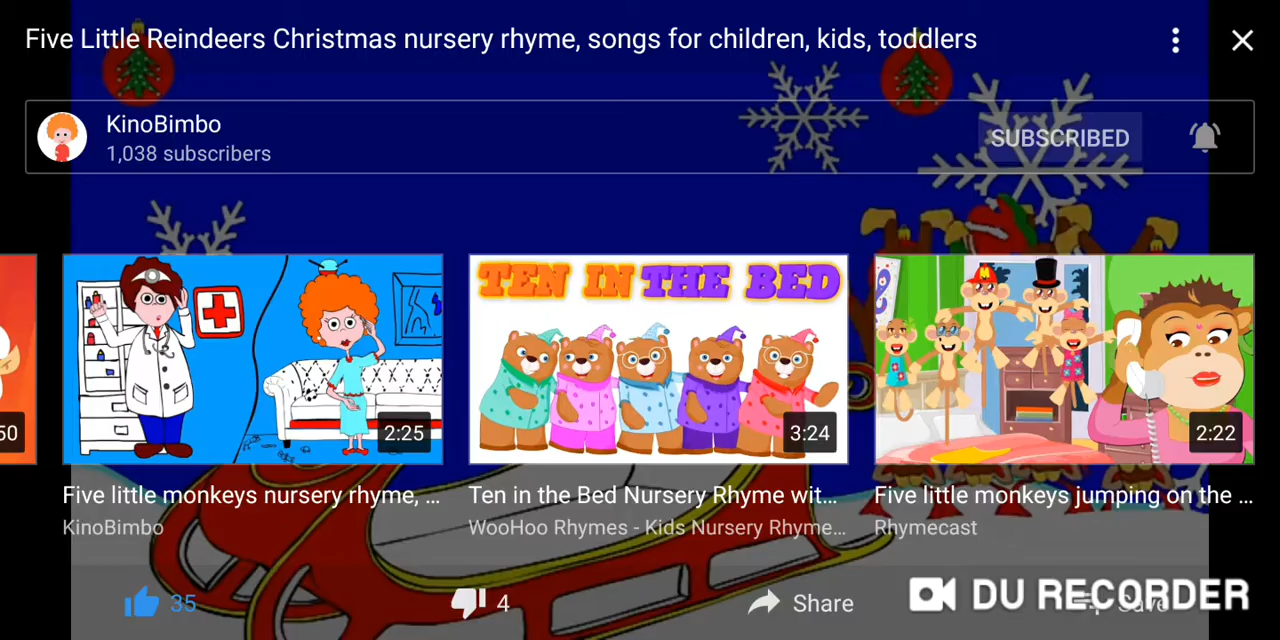 Five Little Reindeers Christmas nursery rhyme, songs for children, kids, toddlers
KinoBimbo
1,038 subscribers
SUBSCRIBED
TEN IN THE BED
M
50
2:25
3:24
2:22
Five little monkeys nursery rhyme, ...
Ten in the Bed Nursery Rhyme wit...
Five little monkeys jumping on the ...
KinoBimbo
WooHoo Rhymes - Kids Nursery Rhyme...
Rhymecast
35
4
Share
Save
DU RECORDER